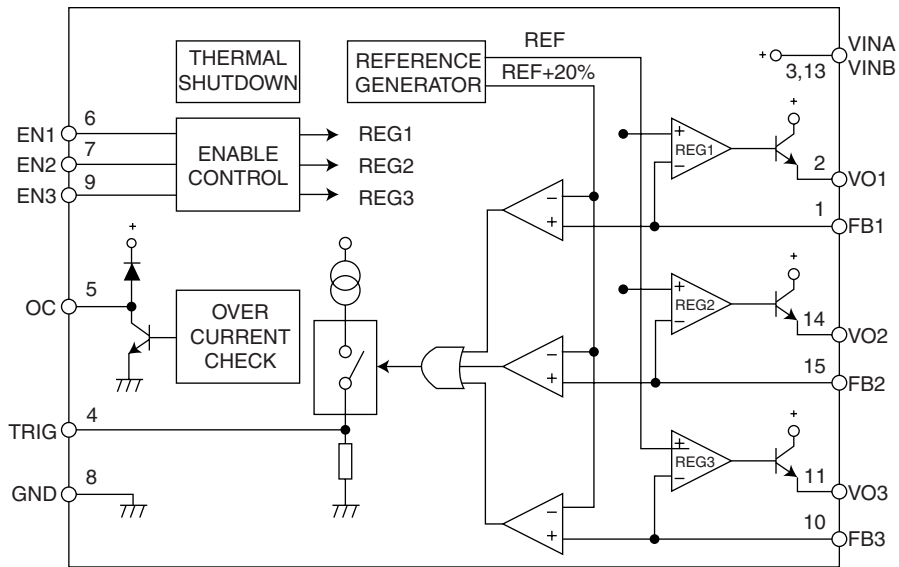 THERMAL
SHUTDOWN
REFERENCE
GENERATOR
REF
REF+20%
+
3,13
VINA
VINB
EN1
6
EN2
7
EN3
9
ENABLE
CONTROL
REG1
REG2
REG3
+
REG1
−
+
2
VO1
1
FB1
−
+
+
OC
5
OVER
CURRENT
CHECK
+
REG2
−
+
14
VO2
15
FB2
−
+
TRIG
4
GND
8
+
REG3
−
+
11
VO3
10
FB3
−
+